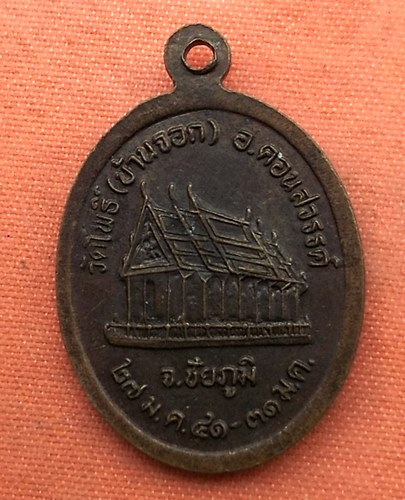 วัดโพธิ์ (บ้านจอก) อ.คอนสวรรค์
จ.ชัยภูมิ
๒๗ ม.ค. ๔๑ - ๓๑ ม.ค.